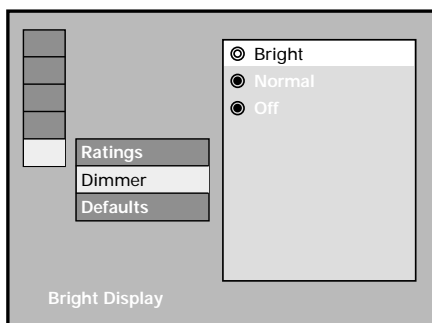 Bright
Normal
Off
Ratings
Dimmer
Defaults
Bright Display